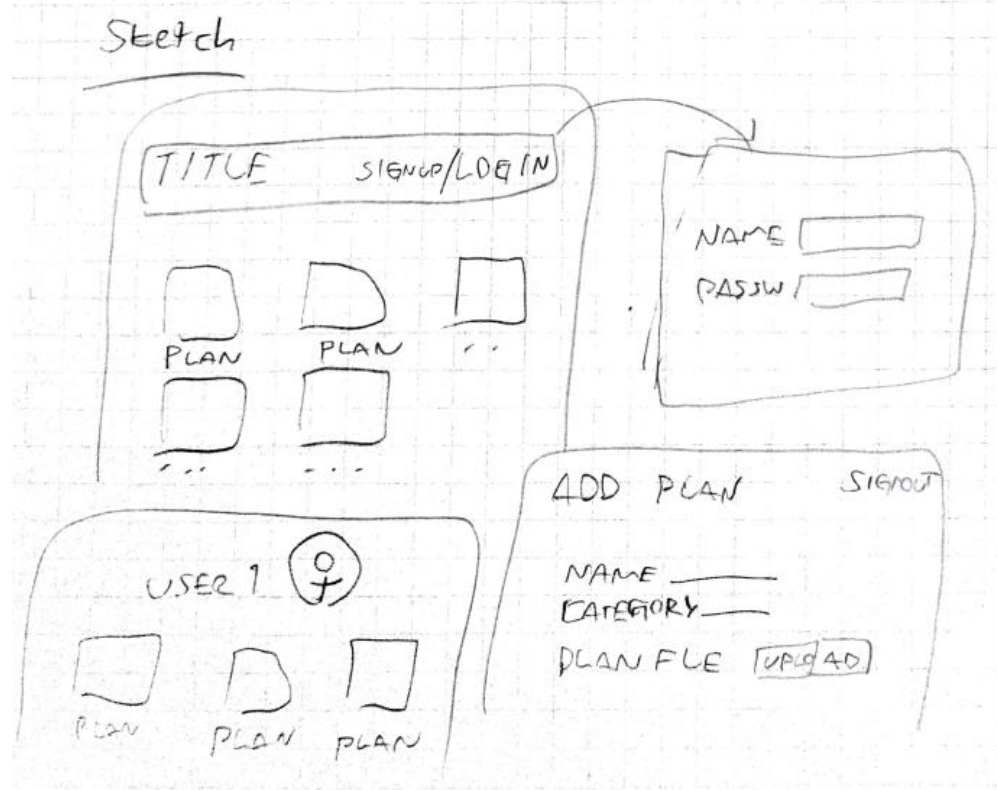 Sketch
TITLE SIGNUP/LOGIN
NAME
PASSW
PLAN PLAN ..
... ...
ADD PLAN SIGNOUT
NAME
CATEGORY
PLAN FLE UPLOAD
USER 1
PLAN PLAN PLAN